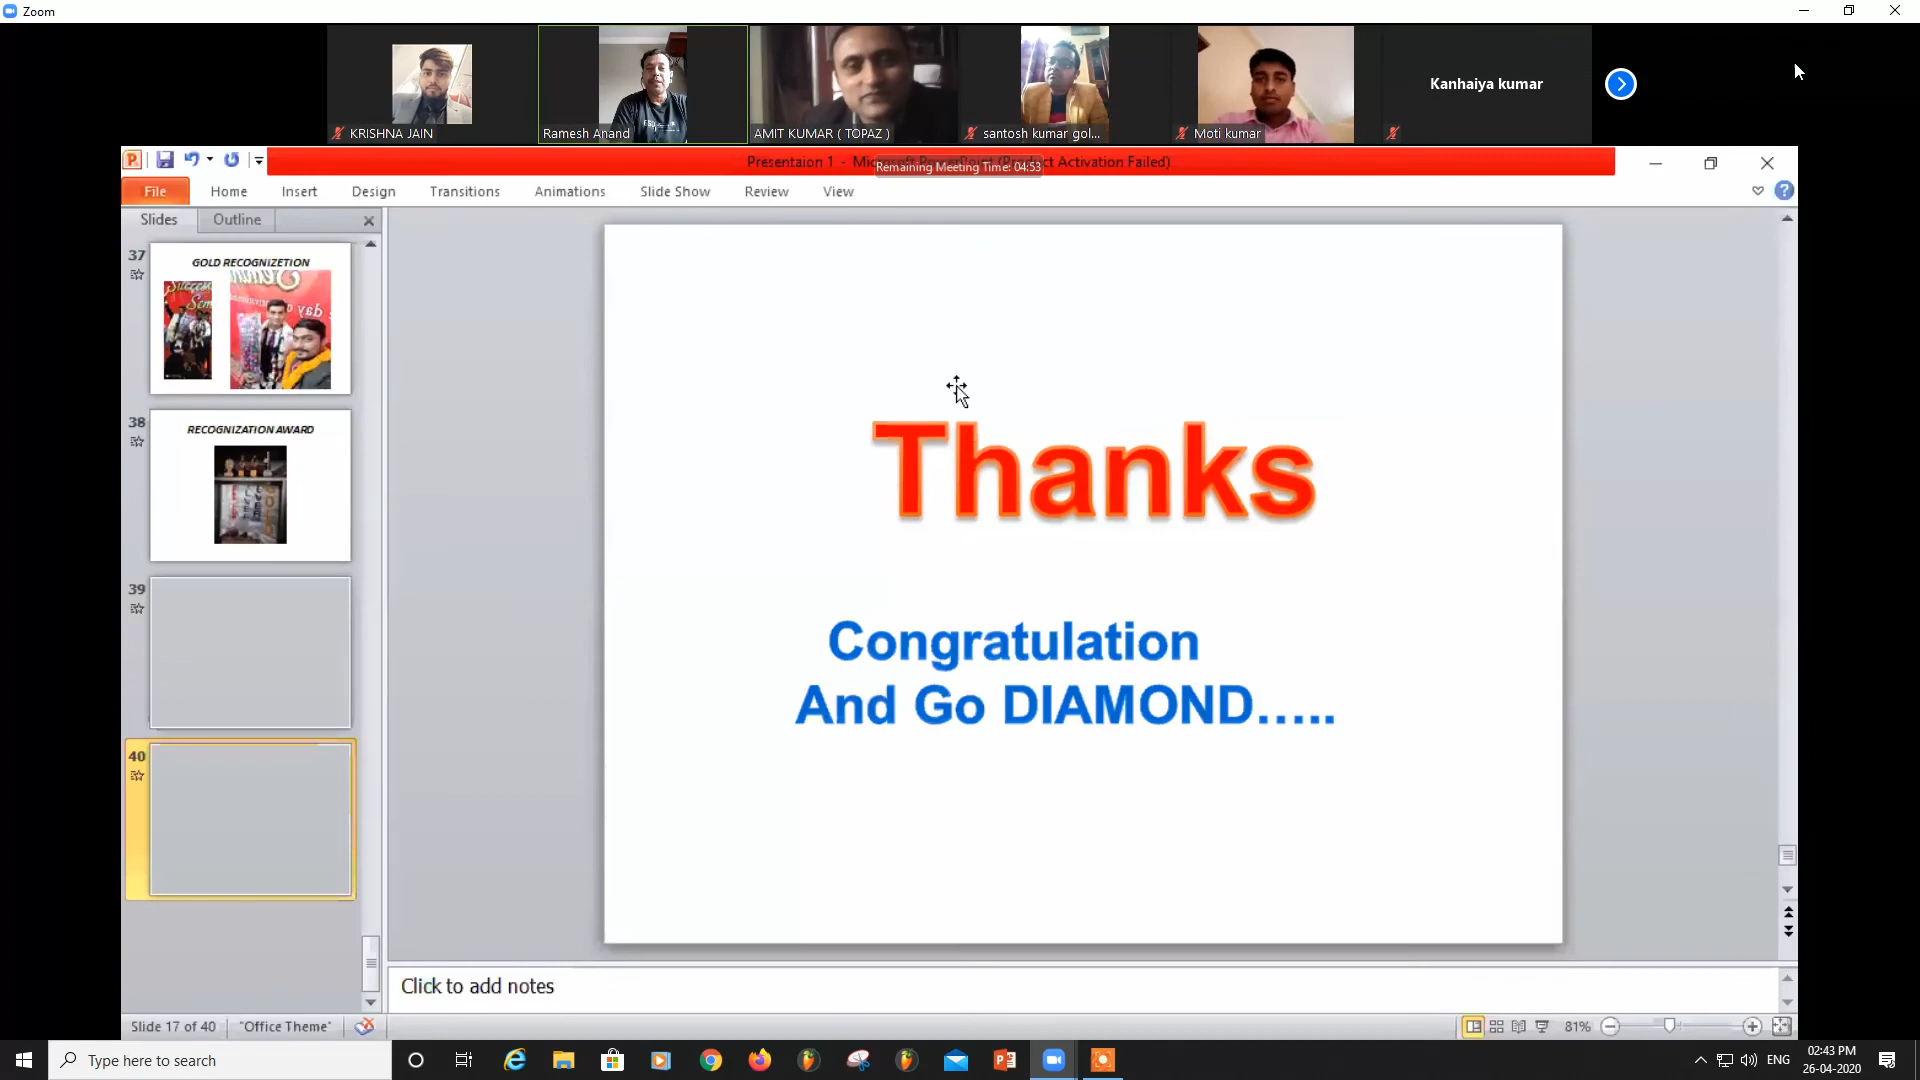 Zoom
KRISHNA JAIN
Ramesh Anand
AMIT KUMAR ( TOPAZ )
santosh kumar gol...
Moti kumar
Kanhaiya kumar
Presentaion 1 - Microsoft PowerPoint (Product Activation Failed)
Remaining Meeting Time: 04:53
File Home Insert Design Transitions Animations Slide Show Review View
Slides Outline
37
GOLD RECOGNIZETION
38
RECOGNIZATION AWARD
39
40
Thanks
Congratulation
And Go DIAMOND.....
Click to add notes
Slide 17 of 40 "Office Theme" 81%
Type here to search
ENG
02:43 PM
26-04-2020